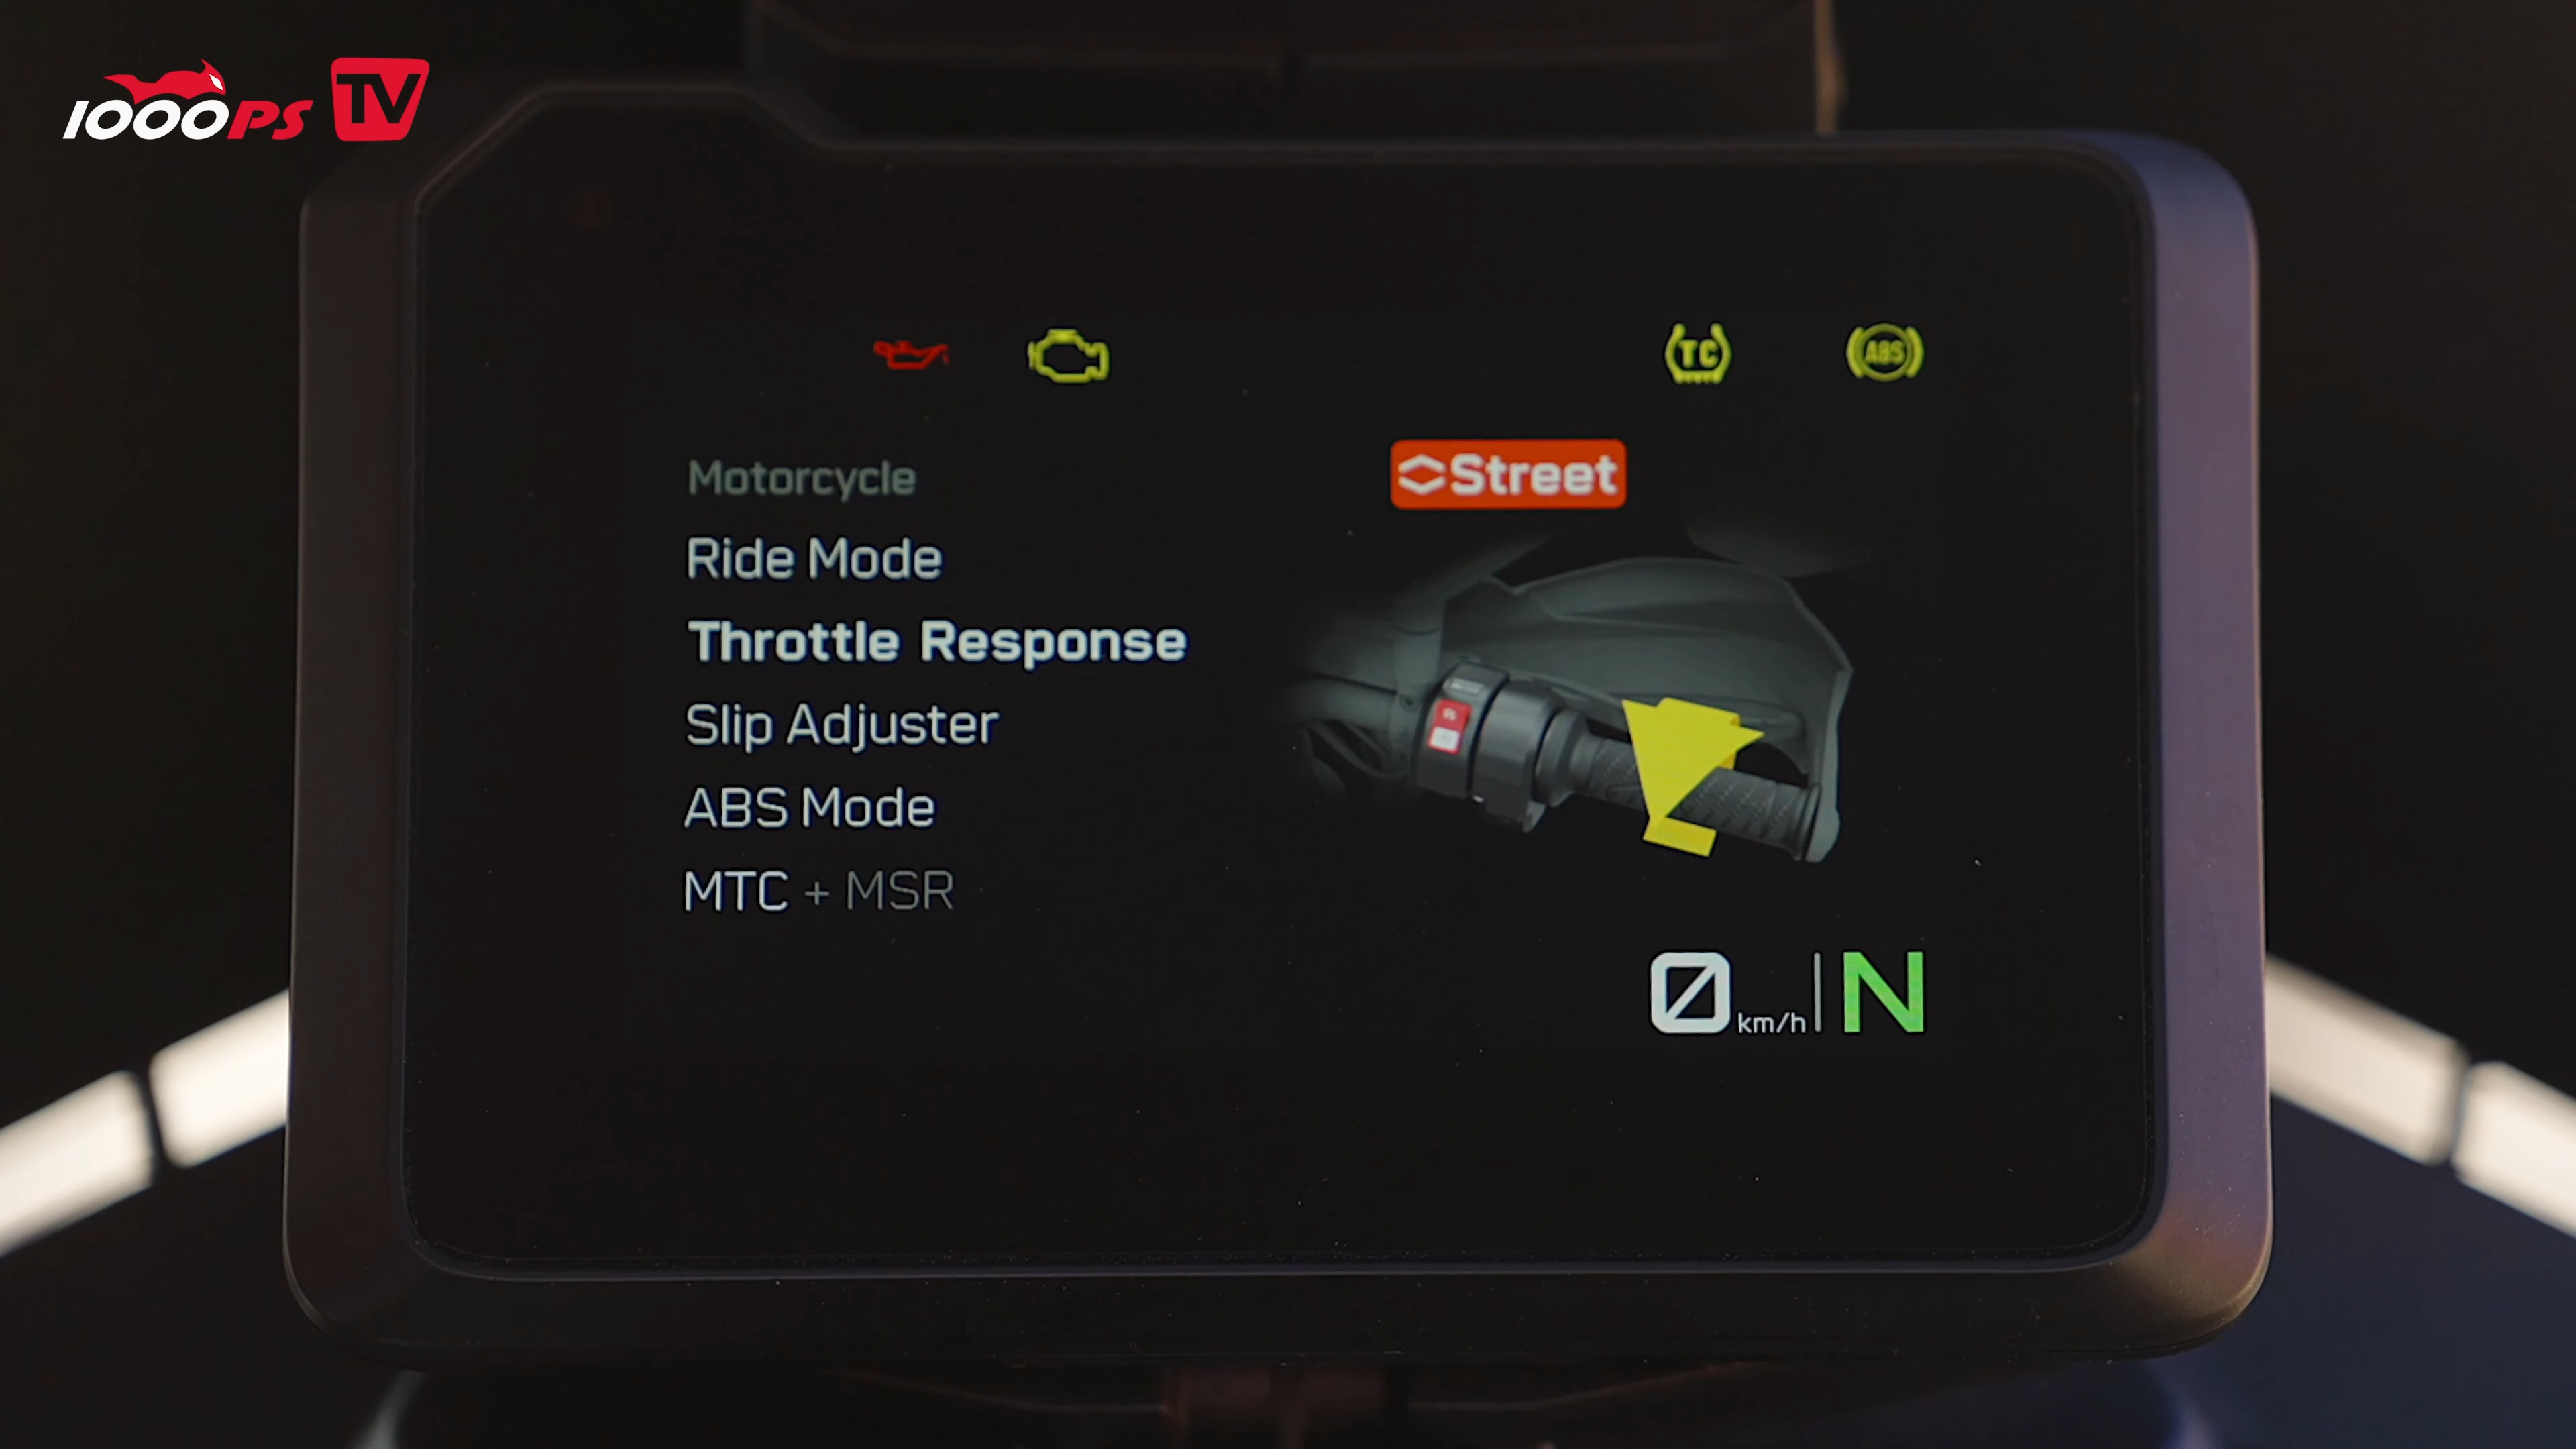 1000PS TV
TC
ABS
Motorcycle
Street
Ride Mode
Throttle Response
Slip Adjuster
ABS Mode
MTC + MSR
0 km/h | N